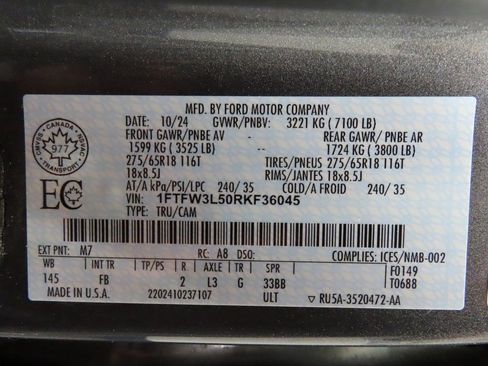 MFD. BY FORD MOTOR COMPANY
DATE: 10/24 GVWR/PNBV: 3221 KG ( 7100 LB)
FRONT GAWR/PNBE AV REAR GAWR/ PNBE AR
1599 KG ( 3525 LB) -- 1724 KG ( 3800 LB)
275/65R18 116T TIRES/PNEUS 275/65R18 116T
18x8.5J RIMS/JANTES 18x8.5J
AT/A kPa/PSI/LPC 240/ 35 COLD/A FROID 240/ 35
VIN: 1FTFW3L50RKF36045
TYPE: TRU/CAM
CANADA
977
TRANSPORT
EC
EXT PNT: M7 RC: A8 DSO: COMPLIES: ICES/NMB-002
WB INT TR TP/PS R AXLE TR SPR F0149
145 FB 2 L3 G 33BB T0688
MADE IN U.S.A. 2202410237107 ULT ▽ RU5A-3520472-AA